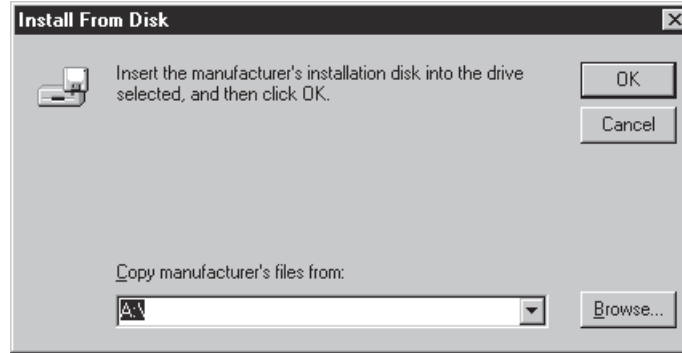 Install From Disk
Insert the manufacturer's installation disk into the drive
selected, and then click OK.
OK
Cancel
Copy manufacturer's files from:
A:\
Browse...